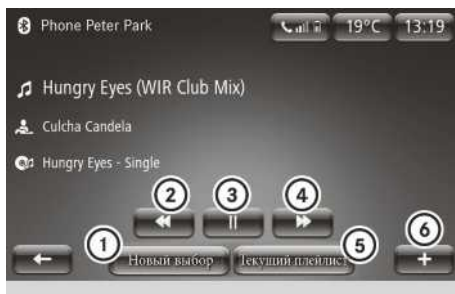 Phone Peter Park 19°C 13:19
Hungry Eyes (WIR Club Mix)
Culcha Candela
Hungry Eyes - Single
2 3 4
1 5 6
Новый выбор Текущий плейлист